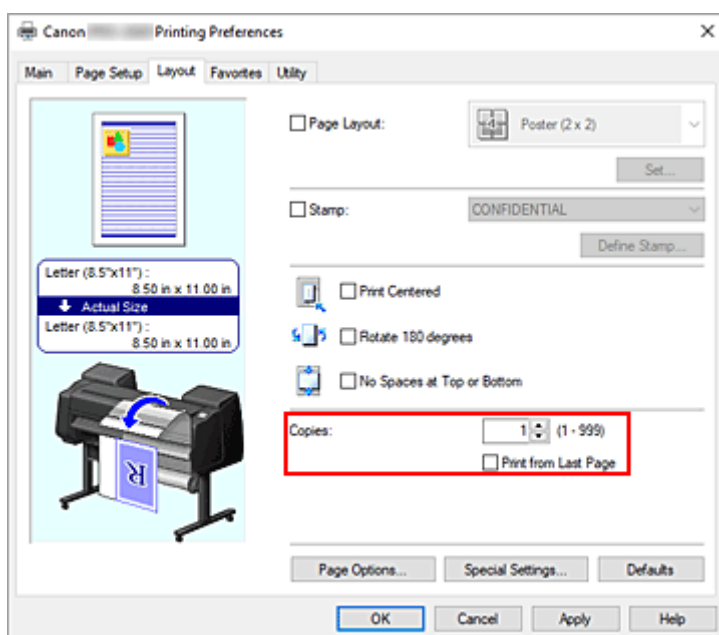 Canon Printing Preferences
Main Page Setup Layout Favorites Utility
Page Layout:
4 Poster (2 x 2)
Set...
Stamp:
CONFIDENTIAL
Define Stamp...
Letter (8.5"x11") :
8.50 in x 11.00 in
Actual Size
Letter (8.5"x11") :
8.50 in x 11.00 in
Print Centered
Rotate 180 degrees
No Spaces at Top or Bottom
R
Copies:
1 (1 - 999)
Print from Last Page
Page Options... Special Settings... Defaults
OK Cancel Apply Help